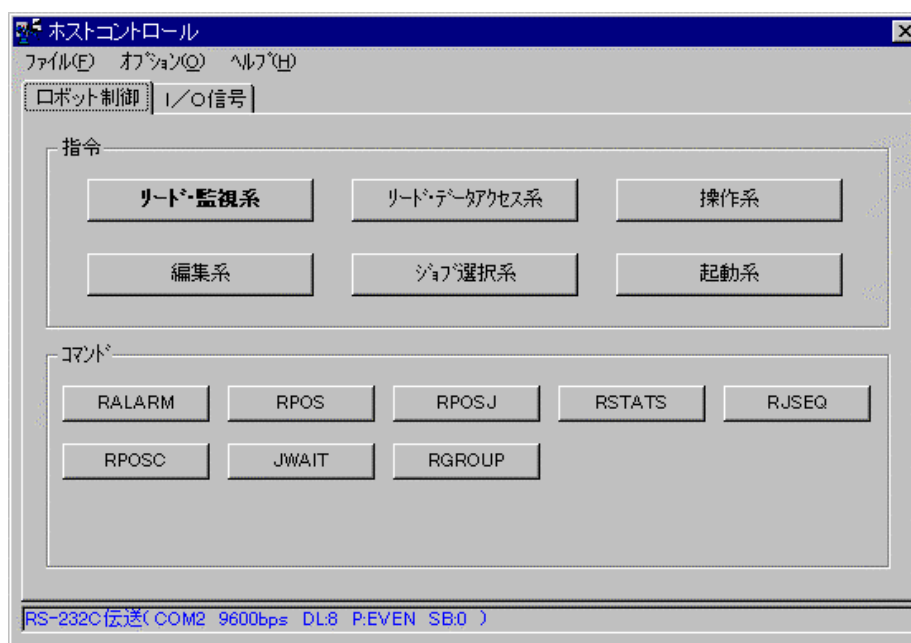 ホストコントロール
ﾌｧｲﾙ(F) ｵﾌﾟｼｮﾝ(O) ﾍﾙﾌﾟ(H)
ロボット制御 I/O信号
指令
ﾘｰﾄﾞ・監視系 ﾘｰﾄﾞ・ﾃﾞｰﾀｱｸｾｽ系 操作系
編集系 ｼﾞｮﾌﾞ選択系 起動系
ｺﾏﾝﾄﾞ
RALARM RPOS RPOSJ RSTATS RJSEQ
RPOSC JWAIT RGROUP
RS-232C伝送( COM2 9600bps DL:8 P:EVEN SB:0 )